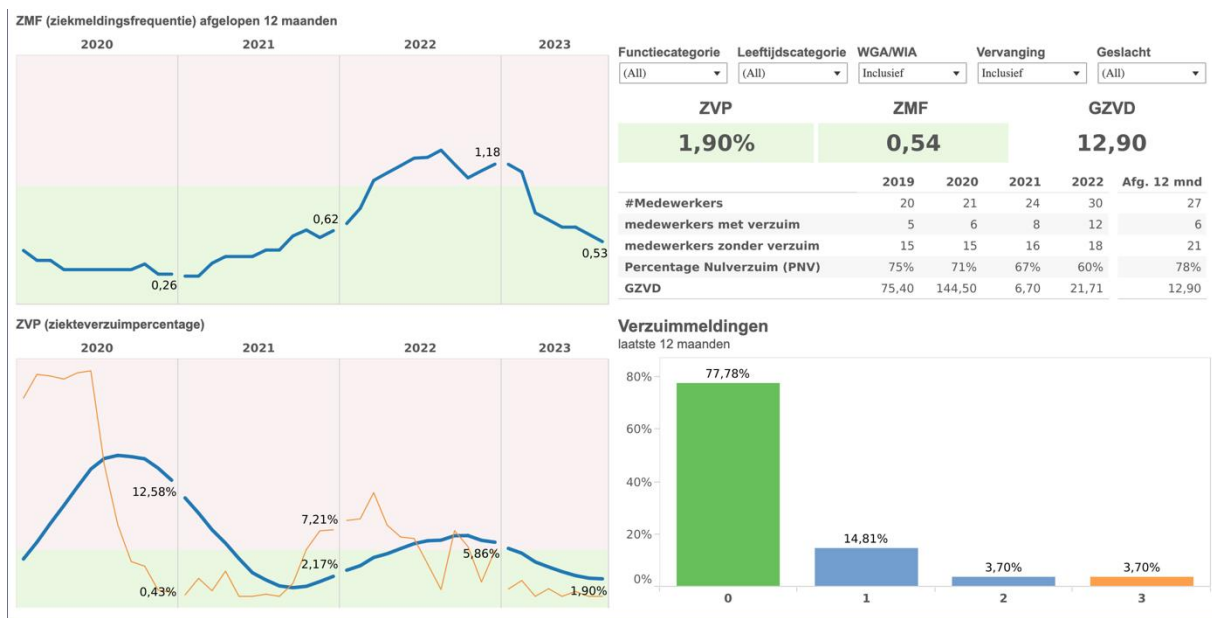 ZMF (ziekmeldingsfrequentie) afgelopen 12 maanden
2020 2021 2022 2023
1,18
0,62
0,53
0,26
ZVP (ziekteverzuimpercentage)
2020 2021 2022 2023
12,58%
7,21%
5,86%
2,17%
0,43%
1,90%
Functiecategorie Leeftijdscategorie WGA/WIA Vervanging Geslacht
(All) (All) Inclusief Inclusief (All)
ZVP ZMF GZVD
1,90% 0,54 12,90
2019 2020 2021 2022 Afg. 12 mnd
#Medewerkers 20 21 24 30 27
medewerkers met verzuim 5 6 8 12 6
medewerkers zonder verzuim 15 15 16 18 21
Percentage Nulverzuim (PNV) 75% 71% 67% 60% 78%
GZVD 75,40 144,50 6,70 21,71 12,90
Verzuimmeldingen
laatste 12 maanden
80%
77,78%
60%
40%
20%
14,81%
3,70% 3,70%
0%
0 1 2 3